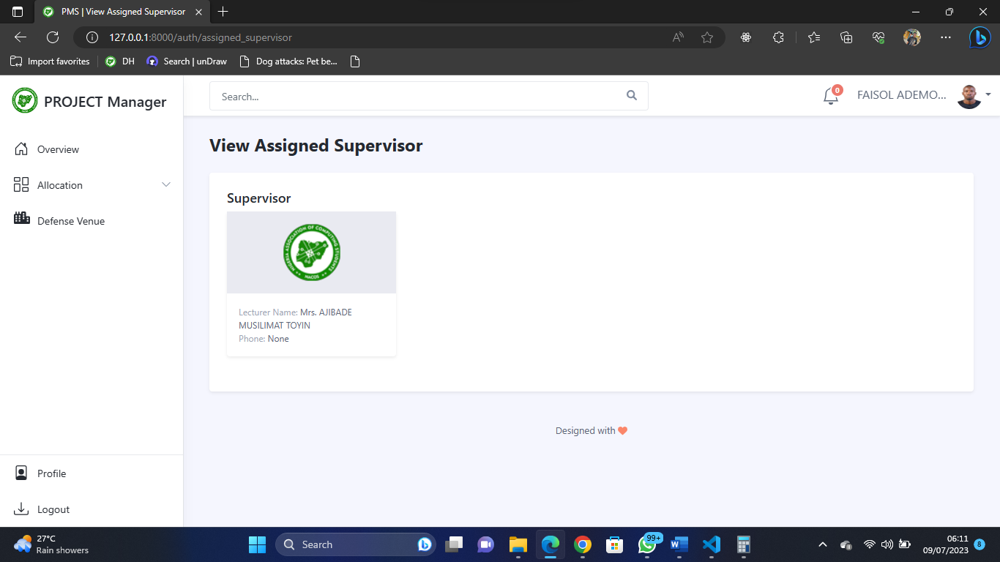 PMS | View Assigned Supervisor
127.0.0.1:8000/auth/assigned_supervisor
Import favorites
DH
Search | unDraw
Dog attacks: Pet be...
PROJECT Manager
Search...
0
FAISOL ADEMO...
Overview
Allocation
Defense Venue
View Assigned Supervisor
Supervisor
NIGERIA ASSOCIATION OF COMPUTING STUDENTS
NACOS
Lecturer Name: Mrs. AJIBADE
MUSILIMAT TOYIN
Phone: None
Designed with
Profile
Logout
27°C
Rain showers
Search
99+
06:11
09/07/2023
8